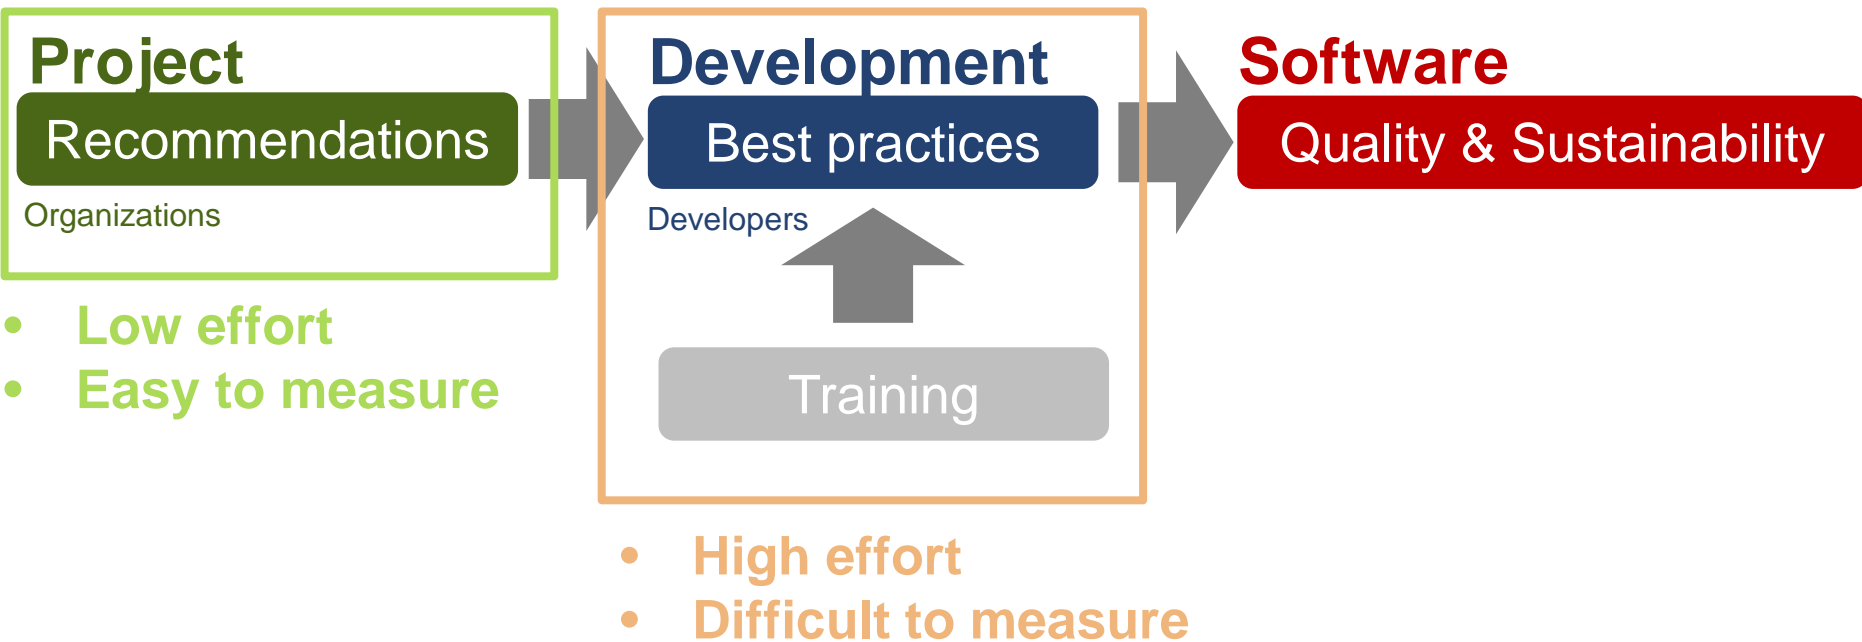 Project
Recommendations
Organizations
• Low effort
• Easy to measure
Development
Best practices
Developers
Training
• High effort
• Difficult to measure
Software
Quality & Sustainability